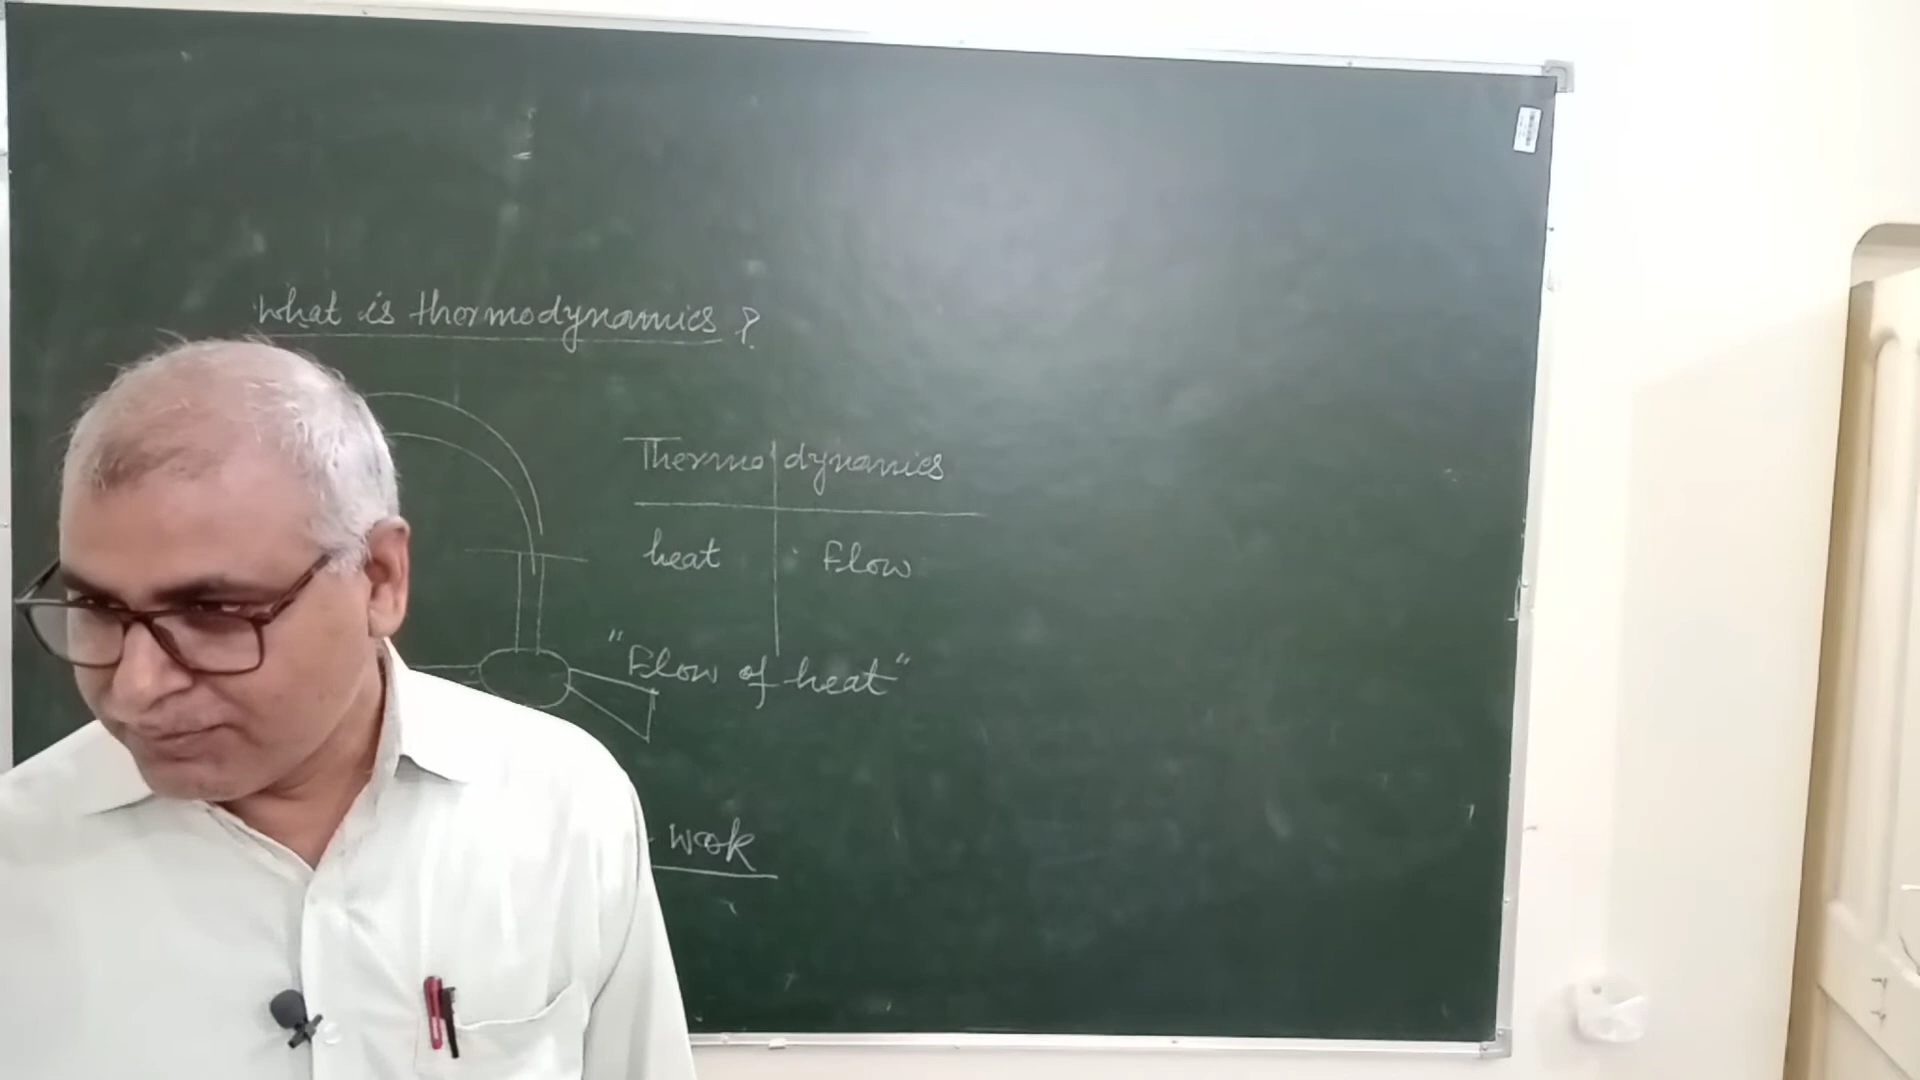 What is thermodynamics ?
Thermo dynamics
heat Flow
"Flow of heat"
work